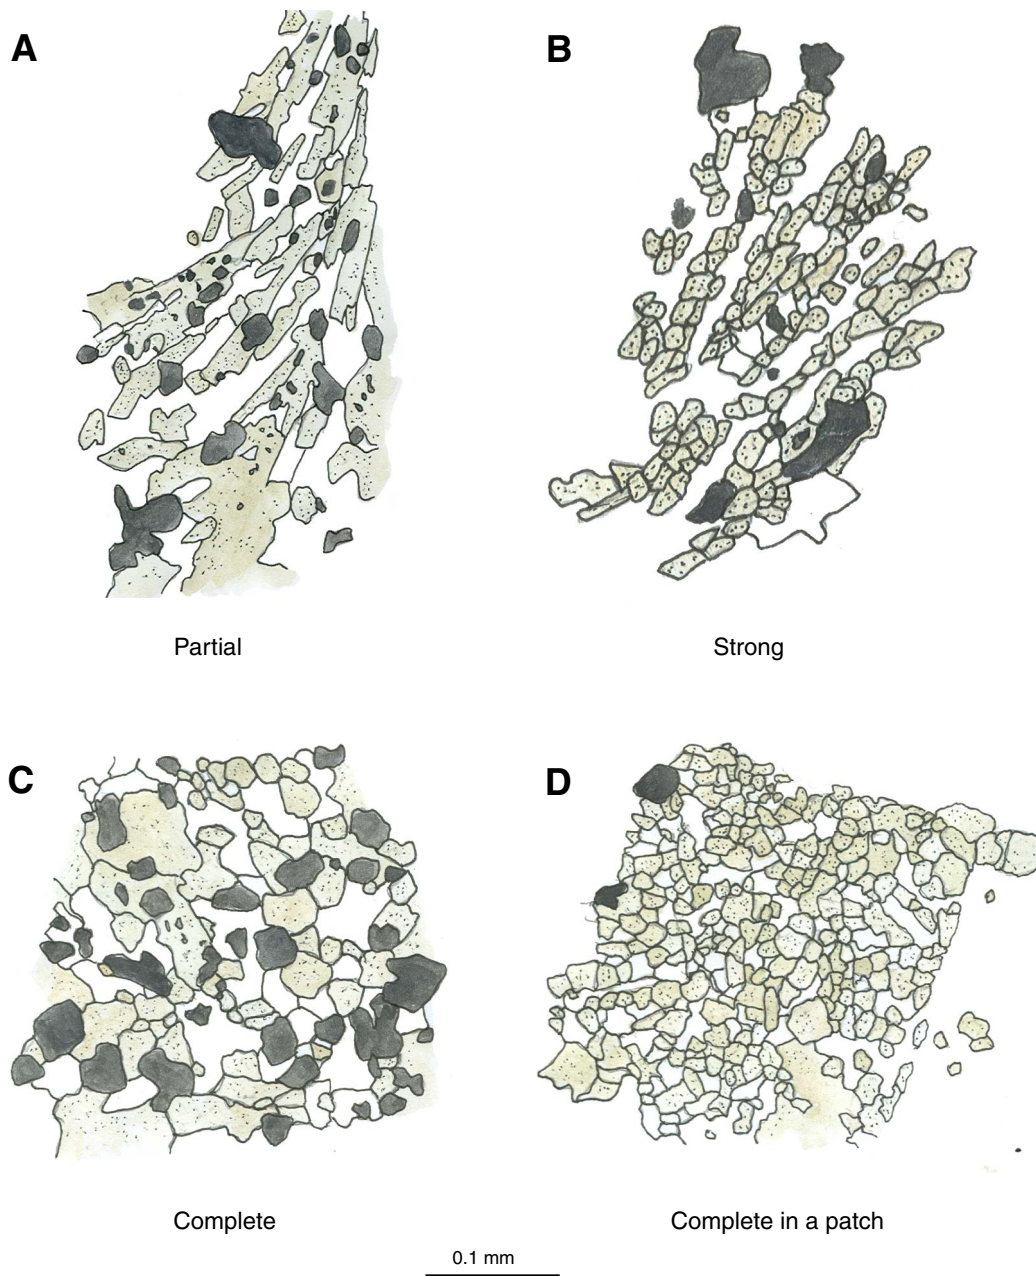 A
B
Partial
Strong
C
D
Complete
Complete in a patch
0.1 mm